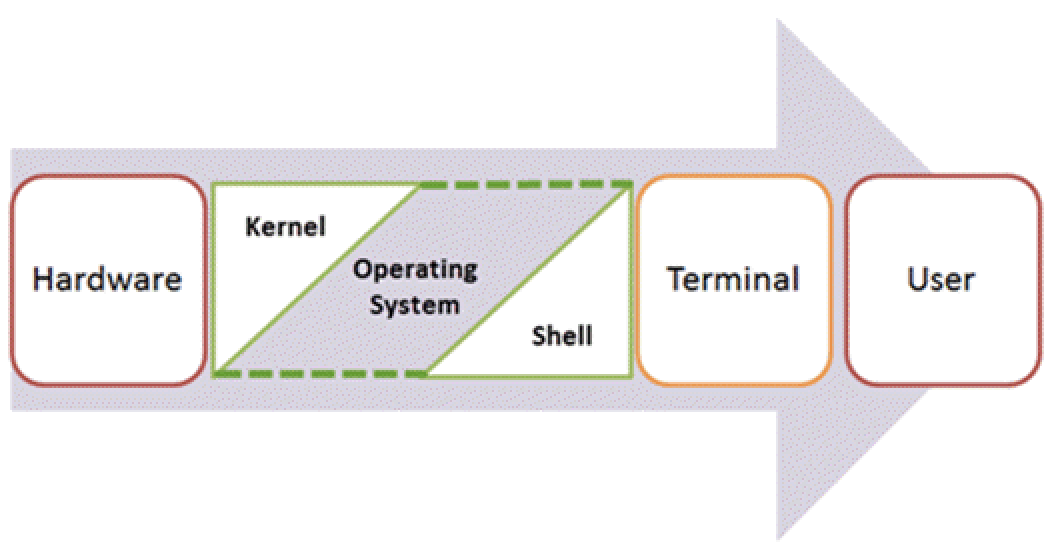 Hardware
Kernel
Operating
System
Shell
Terminal
User